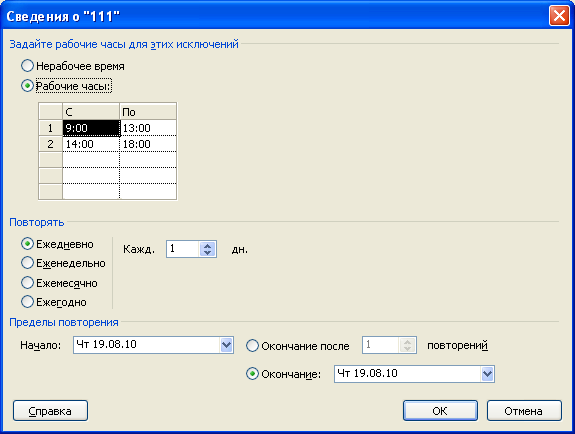 Сведения о "111"
Задайте рабочие часы для этих исключений
Нерабочее время
Рабочие часы:
С По
1 9:00 13:00
2 14:00 18:00
Повторять
Ежедневно Кажд. 1 дн.
Еженедельно
Ежемесячно
Ежегодно
Пределы повторения
Начало: Чт 19.08.10 Окончание после 1 повторений
Окончание: Чт 19.08.10
Справка OK Отмена